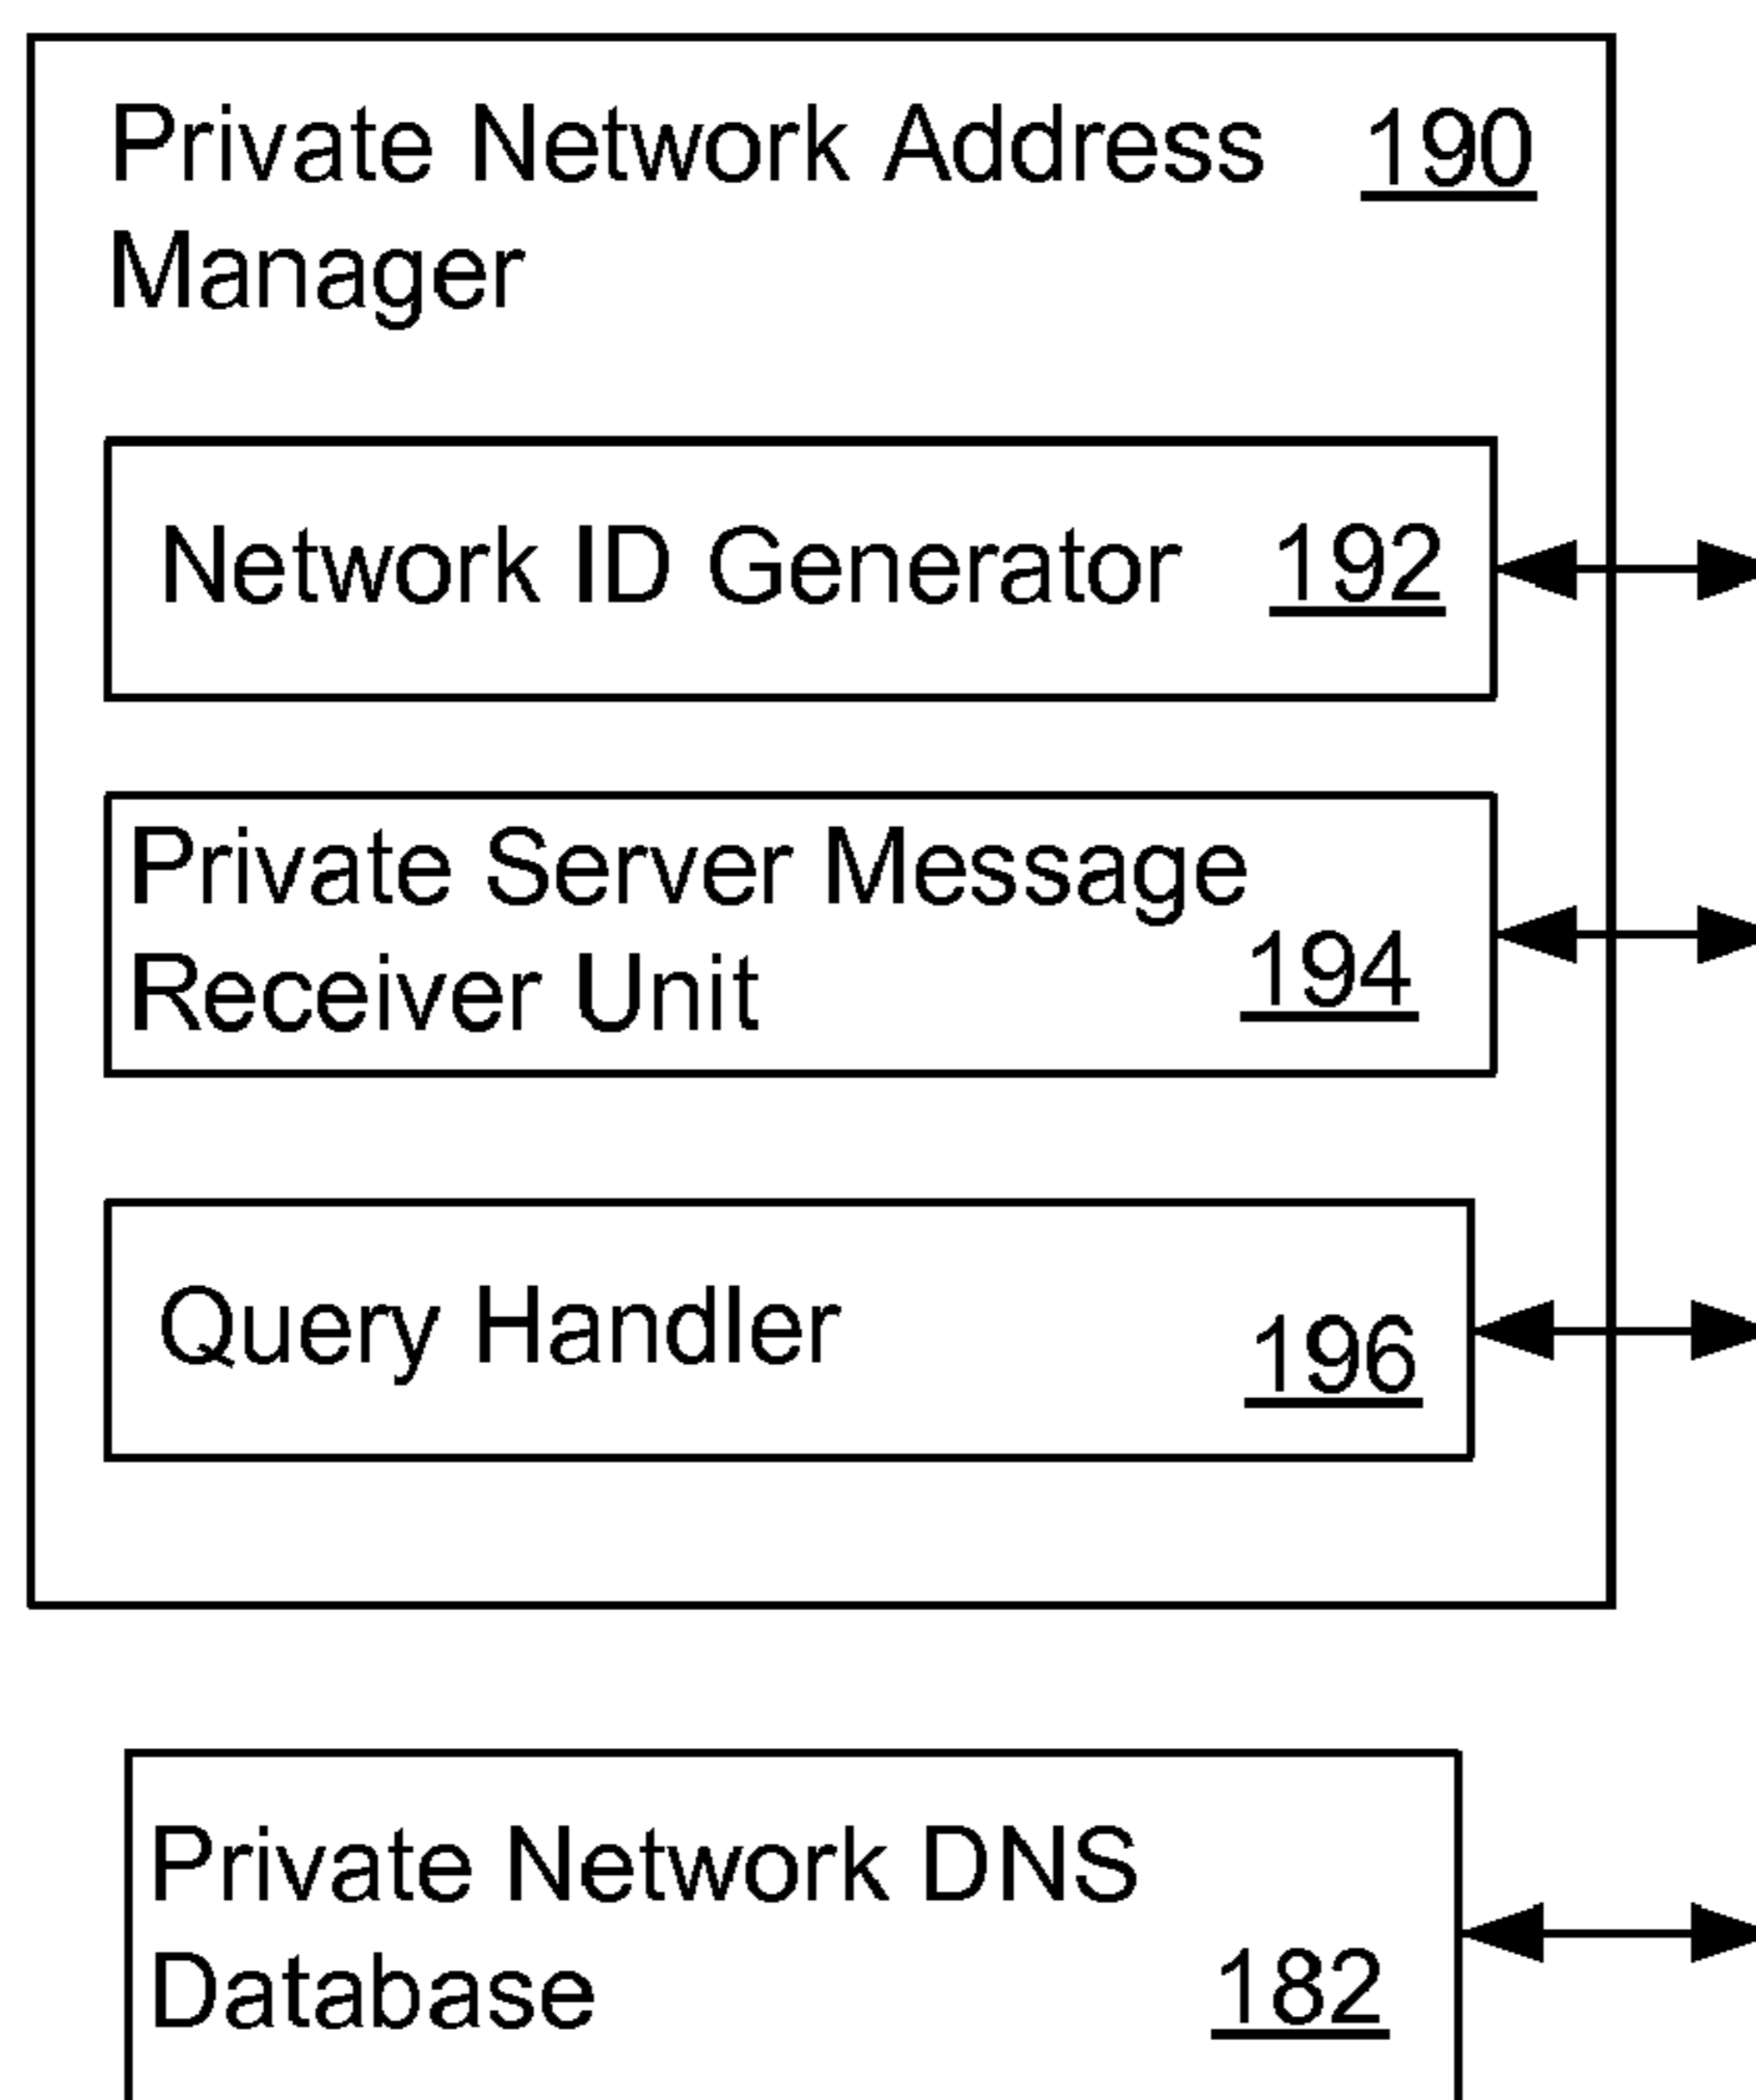 Private Network Address 190
Manager
Network ID Generator 192
Private Server Message
Receiver Unit 194
Query Handler 196
Private Network DNS
Database 182